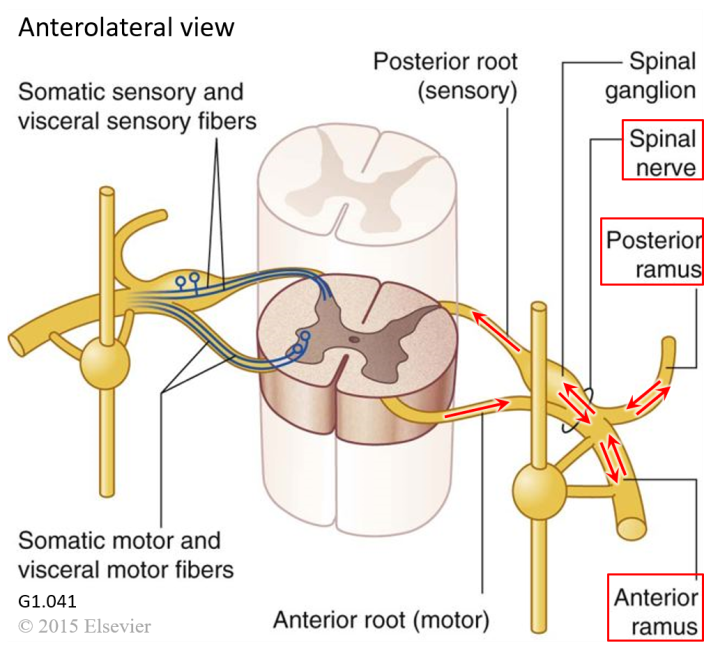 Anterolateral view
Somatic sensory and
visceral sensory fibers
Posterior root
(sensory)
Spinal
ganglion
Spinal
nerve
Posterior
ramus
Somatic motor and
visceral motor fibers
G1.041
© 2015 Elsevier
Anterior root (motor)
Anterior
ramus